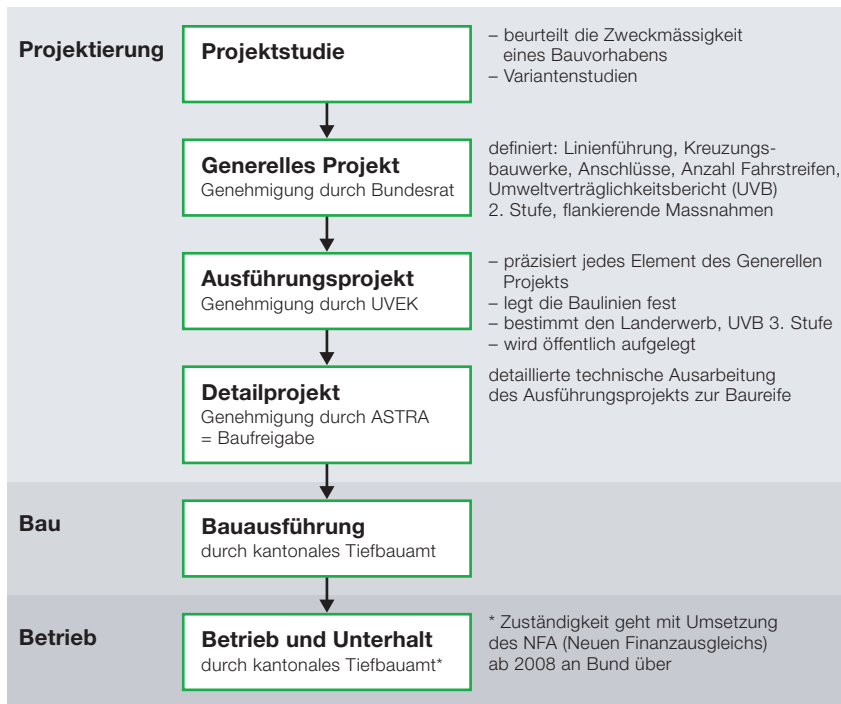 Projektierung
Projektstudie
– beurteilt die Zweckmässigkeit
eines Bauvorhabens
– Variantenstudien
Generelles Projekt
Genehmigung durch Bundesrat
definiert: Linienführung, Kreuzungs-
bauwerke, Anschlüsse, Anzahl Fahrstreifen,
Umweltverträglichkeitsbericht (UVB)
2. Stufe, flankierende Massnahmen
Ausführungsprojekt
Genehmigung durch UVEK
– präzisiert jedes Element des Generellen
Projekts
– legt die Baulinien fest
– bestimmt den Landerwerb, UVB 3. Stufe
– wird öffentlich aufgelegt
Detailprojekt
Genehmigung durch ASTRA
= Baufreigabe
detaillierte technische Ausarbeitung
des Ausführungsprojekts zur Baureife
Bau
Bauausführung
durch kantonales Tiefbauamt
Betrieb
Betrieb und Unterhalt
durch kantonales Tiefbauamt*
* Zuständigkeit geht mit Umsetzung
des NFA (Neuen Finanzausgleichs)
ab 2008 an Bund über